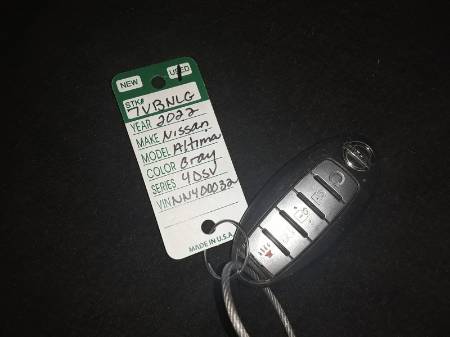 NEW USED
STK# 7VBNLG
YEAR 2022
MAKE Nissan
MODEL Altima
COLOR Gray
SERIES 4DSV
VIN NN400032
MADE IN U.S.A.